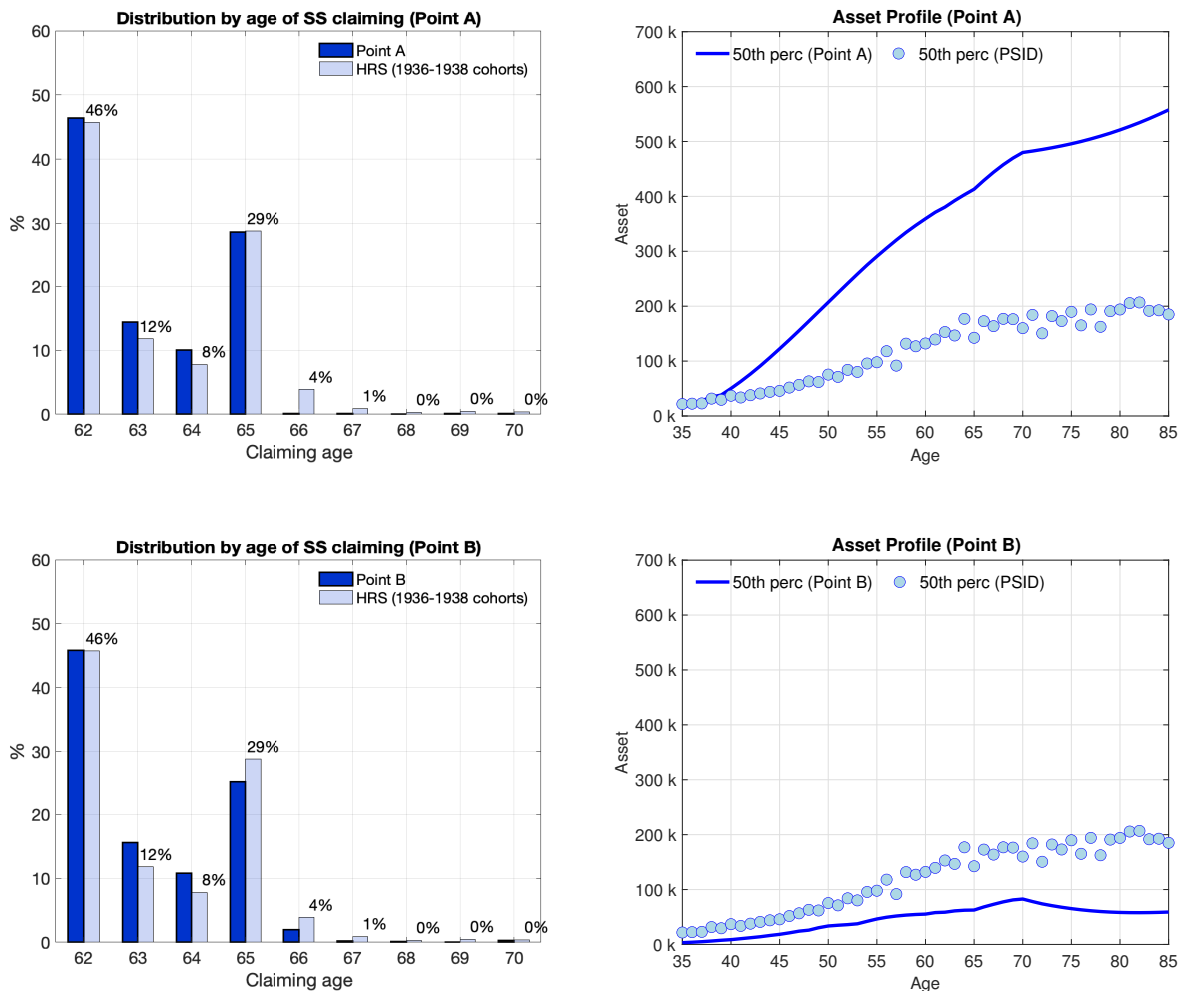 Distribution by age of SS claiming (Point A)
60
50
40
30
20
10
0
%
Point A
HRS (1936-1938 cohorts)
46%
12%
8%
29%
4%
1%
0%
0%
0%
62 63 64 65 66 67 68 69 70
Claiming age
Asset Profile (Point A)
700 k
600 k
500 k
400 k
300 k
200 k
100 k
0 k
Asset
50th perc (Point A) 50th perc (PSID)
35 40 45 50 55 60 65 70 75 80 85
Age
Distribution by age of SS claiming (Point B)
60
50
40
30
20
10
0
%
Point B
HRS (1936-1938 cohorts)
46%
12%
8%
29%
4%
1%
0%
0%
0%
62 63 64 65 66 67 68 69 70
Claiming age
Asset Profile (Point B)
700 k
600 k
500 k
400 k
300 k
200 k
100 k
0 k
Asset
50th perc (Point B) 50th perc (PSID)
35 40 45 50 55 60 65 70 75 80 85
Age